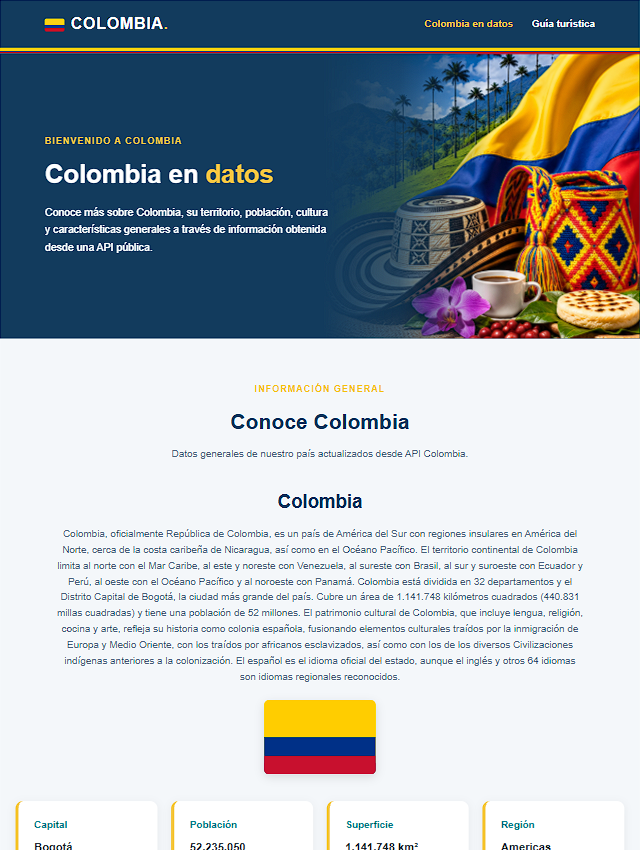 COLOMBIA.
Colombia en datos
Guía turística
BIENVENIDO A COLOMBIA
Colombia en datos
Conoce más sobre Colombia, su territorio, población, cultura
y características generales a través de información obtenida
desde una API pública.
INFORMACIÓN GENERAL
Conoce Colombia
Datos generales de nuestro país actualizados desde API Colombia.
Colombia
Colombia, oficialmente República de Colombia, es un país de América del Sur con regiones insulares en América del
Norte, cerca de la costa caribeña de Nicaragua, así como en el Océano Pacífico. El territorio continental de Colombia
limita al norte con el Mar Caribe, al este y noreste con Venezuela, al sureste con Brasil, al sur y suroeste con Ecuador y
Perú, al oeste con el Océano Pacífico y al noroeste con Panamá. Colombia está dividida en 32 departamentos y el
Distrito Capital de Bogotá, la ciudad más grande del país. Cubre un área de 1.141.748 kilómetros cuadrados (440.831
millas cuadradas) y tiene una población de 52 millones. El patrimonio cultural de Colombia, que incluye lengua, religión,
cocina y arte, refleja su historia como colonia española, fusionando elementos culturales traídos por la inmigración de
Europa y Medio Oriente, con los traídos por africanos esclavizados, así como con los de los diversos Civilizaciones
indígenas anteriores a la colonización. El español es el idioma oficial del estado, aunque el inglés y otros 64 idiomas
son idiomas regionales reconocidos.
Capital
Bogotá
Población
52.235.050
Superficie
1.141.748 km²
Región
Americas